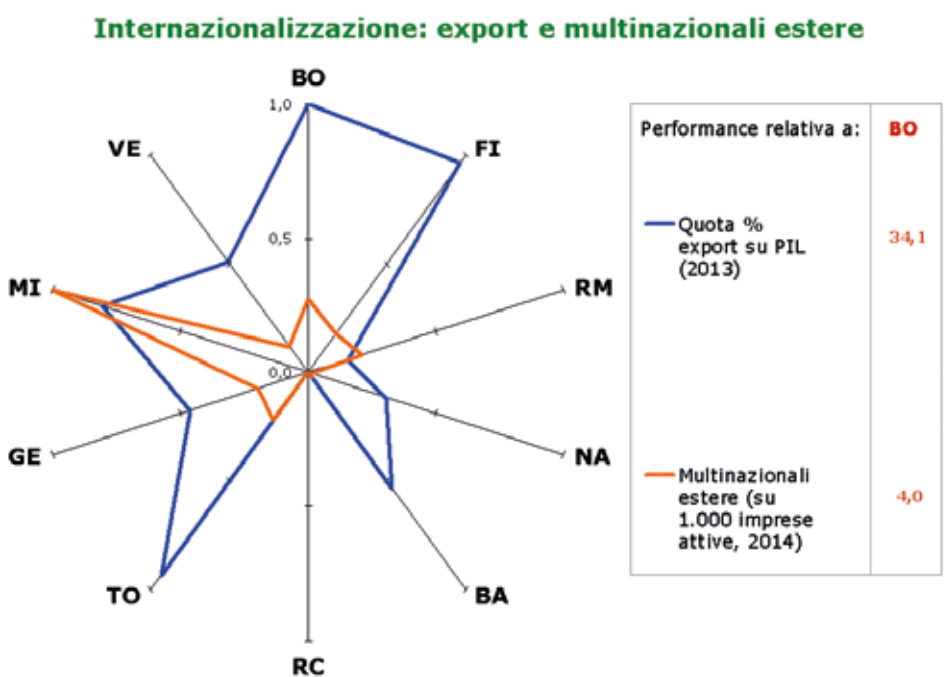 Internazionalizzazione: export e multinazionali estere
BO
1,0
VE
FI
0,5
MI
RM
0,0
GE
NA
TO
BA
RC
Performance relativa a:
BO
Quota %
export su PIL
(2013)
34,1
Multinazionali
estere (su
1.000 imprese
attive, 2014)
4,0